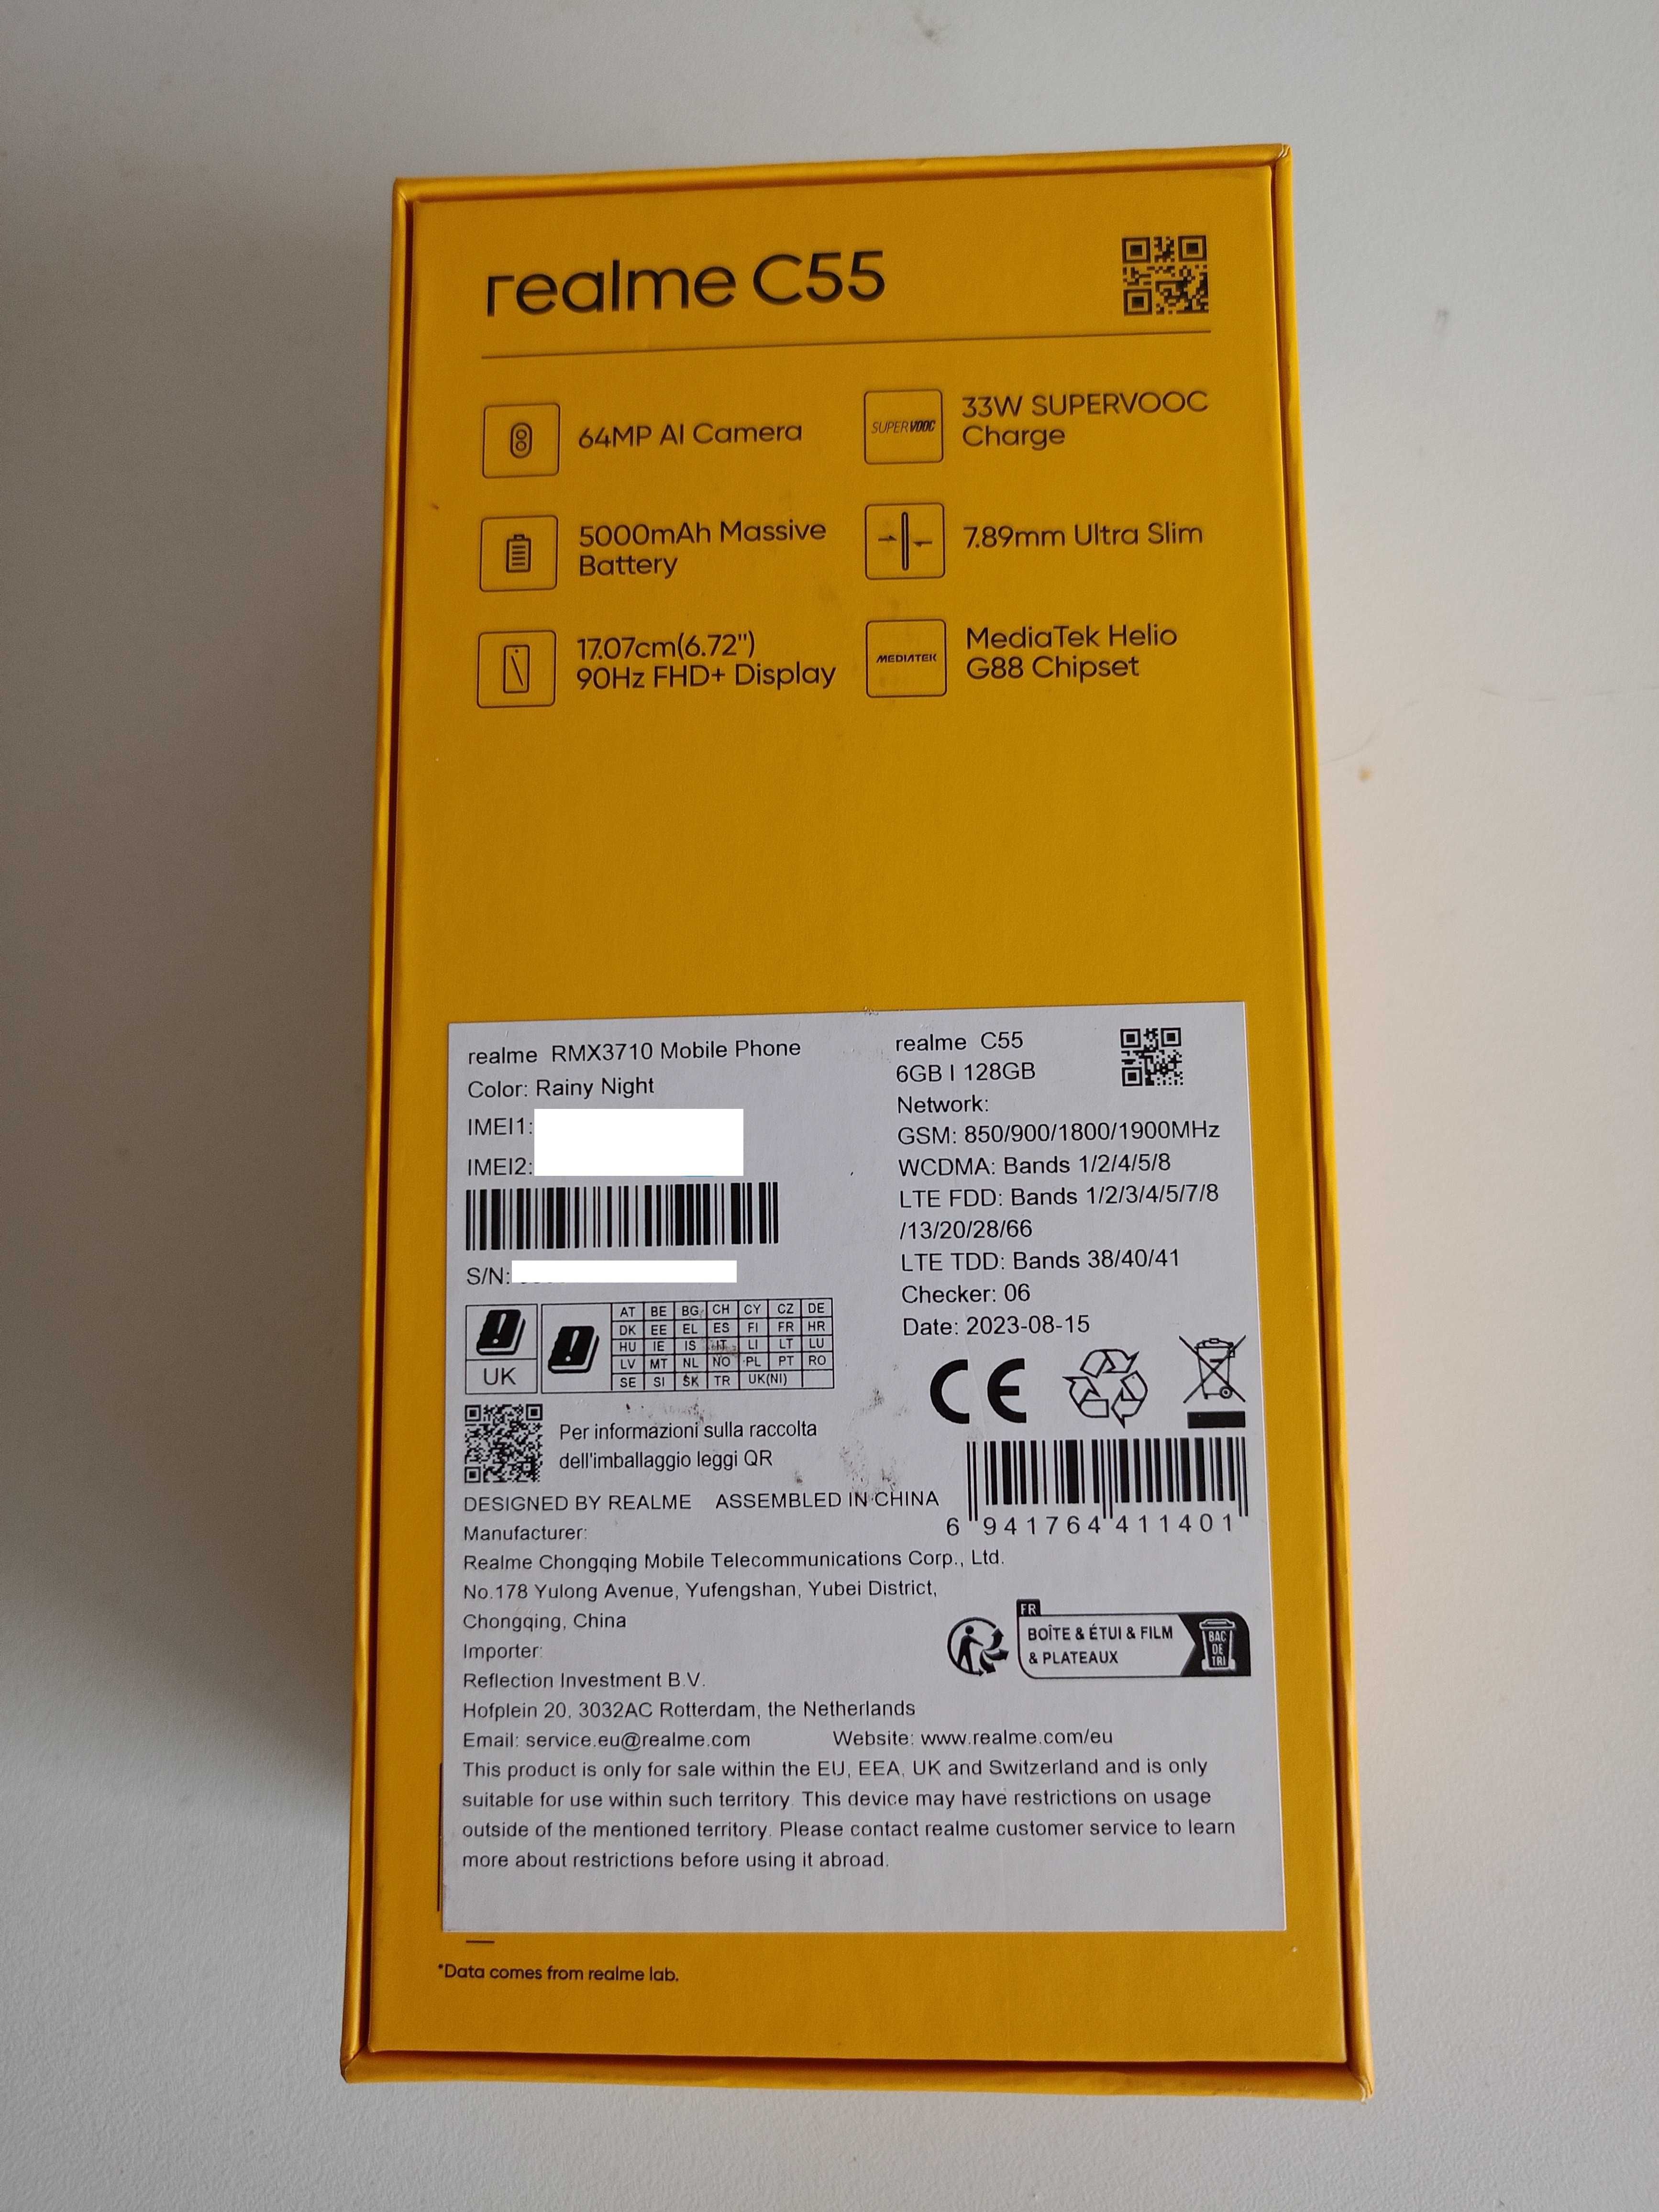 realme C55
64MP AI Camera
33W SUPERVOOC
Charge
SUPERVOOC
5000mAh Massive
Battery
7.89mm Ultra Slim
17.07cm(6.72")
90Hz FHD+ Display
MEDIATEK
MediaTek Helio
G88 Chipset
realme RMX3710 Mobile Phone
Color: Rainy Night
IMEI1:
IMEI2:
S/N:
realme C55
6GB | 128GB
Network:
GSM: 850/900/1800/1900MHz
WCDMA: Bands 1/2/4/5/8
LTE FDD: Bands 1/2/3/4/5/7/8
/13/20/28/66
LTE TDD: Bands 38/40/41
Checker: 06
Date: 2023-08-15
UK
AT BE BG CH CY CZ DE
DK EE EL ES FI FR HR
HU IE IS IT LI LT LU
LV MT NL NO PL PT RO
SE SI SK TR UK(NI)
CE
Per informazioni sulla raccolta
dell'imballaggio leggi QR
DESIGNED BY REALME ASSEMBLED IN CHINA
6 941764 411401
Manufacturer:
Realme Chongqing Mobile Telecommunications Corp., Ltd.
No.178 Yulong Avenue, Yufengshan, Yubei District,
Chongqing, China
FR
BOÎTE & ÉTUI & FILM
& PLATEAUX
BAC
DE
TRI
Importer:
Reflection Investment B.V.
Hofplein 20, 3032AC Rotterdam, the Netherlands
Email: service.eu@realme.com Website: www.realme.com/eu
This product is only for sale within the EU, EEA, UK and Switzerland and is only
suitable for use within such territory. This device may have restrictions on usage
outside of the mentioned territory. Please contact realme customer service to learn
more about restrictions before using it abroad.
*Data comes from realme lab.